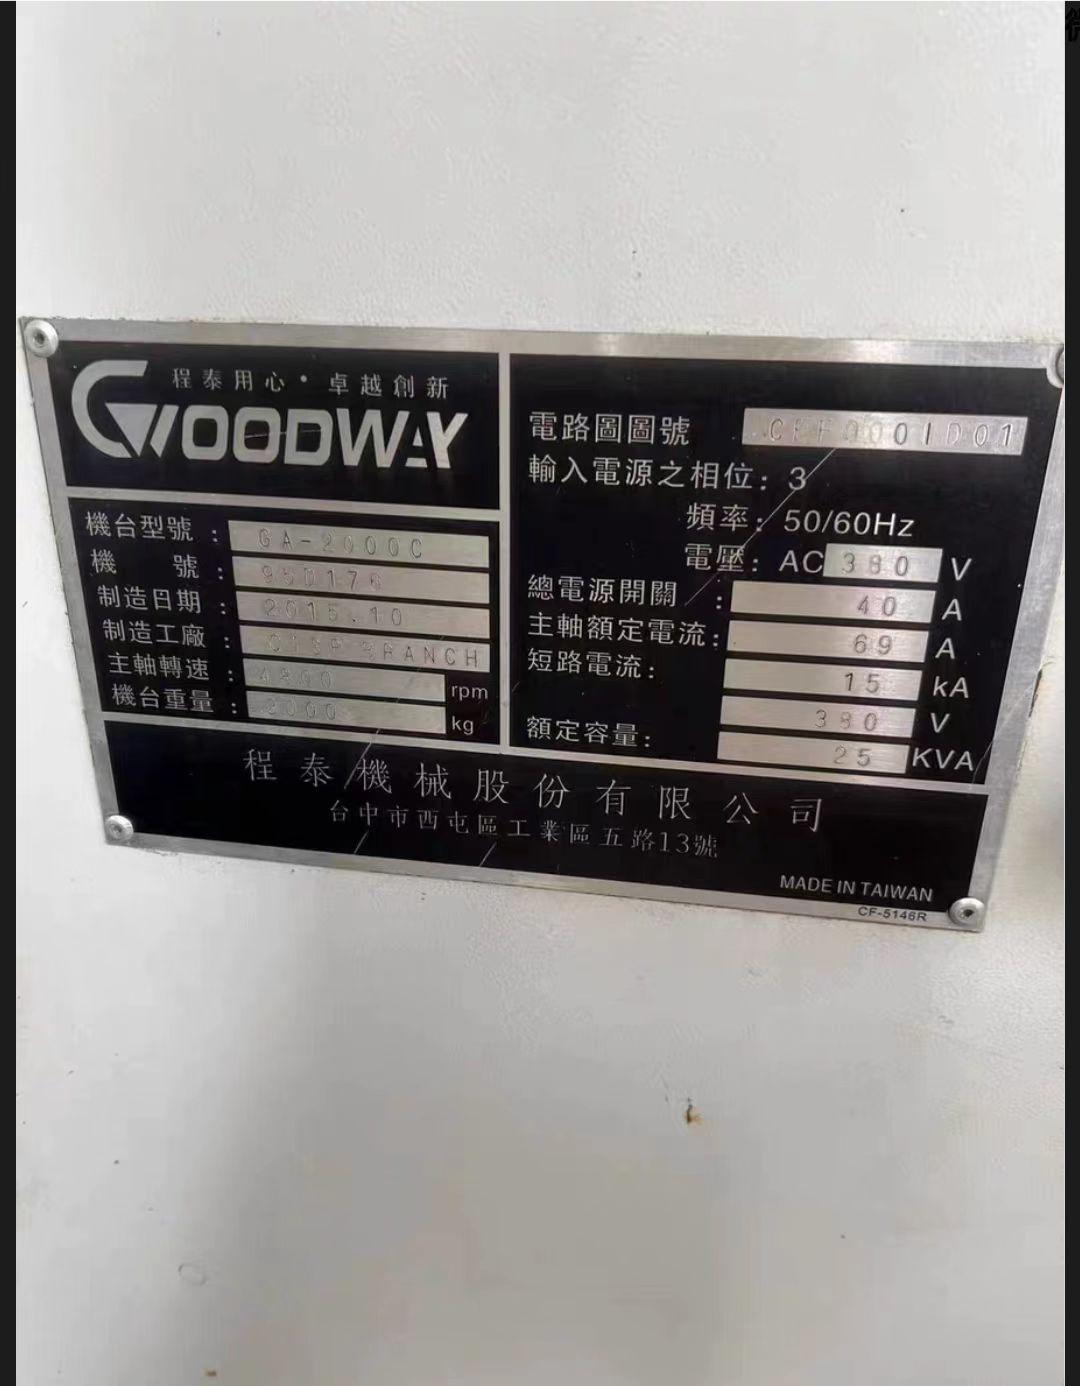 程泰用心•卓越創新
GOODWAY
機台型號：GA-2000C
機 號：95D176
制造日期：2015.10
制造工廠：BRANCH
主軸轉速：4800 rpm
機台重量：2000 kg
電路圖圖號
輸入電源之相位：3
頻率：50/60Hz
電壓：AC 380 V
總電源開關：40 A
主軸額定電流：69 A
短路電流：15 kA
380 V
額定容量：25 KVA
程泰機械股份有限公司
台中市西屯區工業區五路13號
MADE IN TAIWAN
CF-5146R